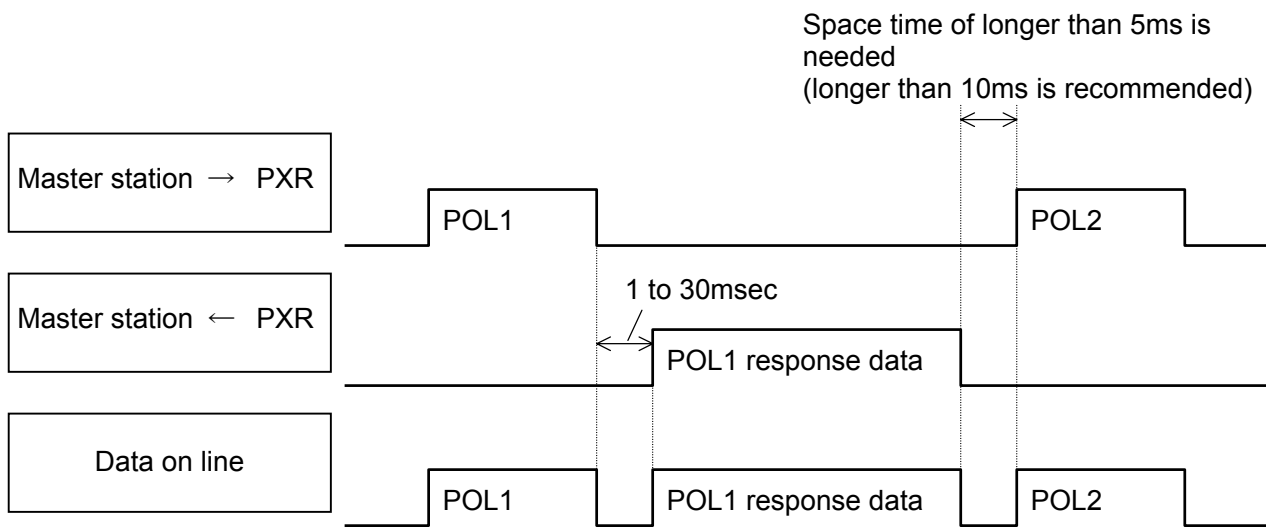 Space time of longer than 5ms is
needed
(longer than 10ms is recommended)
Master station → PXR
POL1
POL2
1 to 30msec
Master station ← PXR
POL1 response data
Data on line
POL1
POL1 response data
POL2